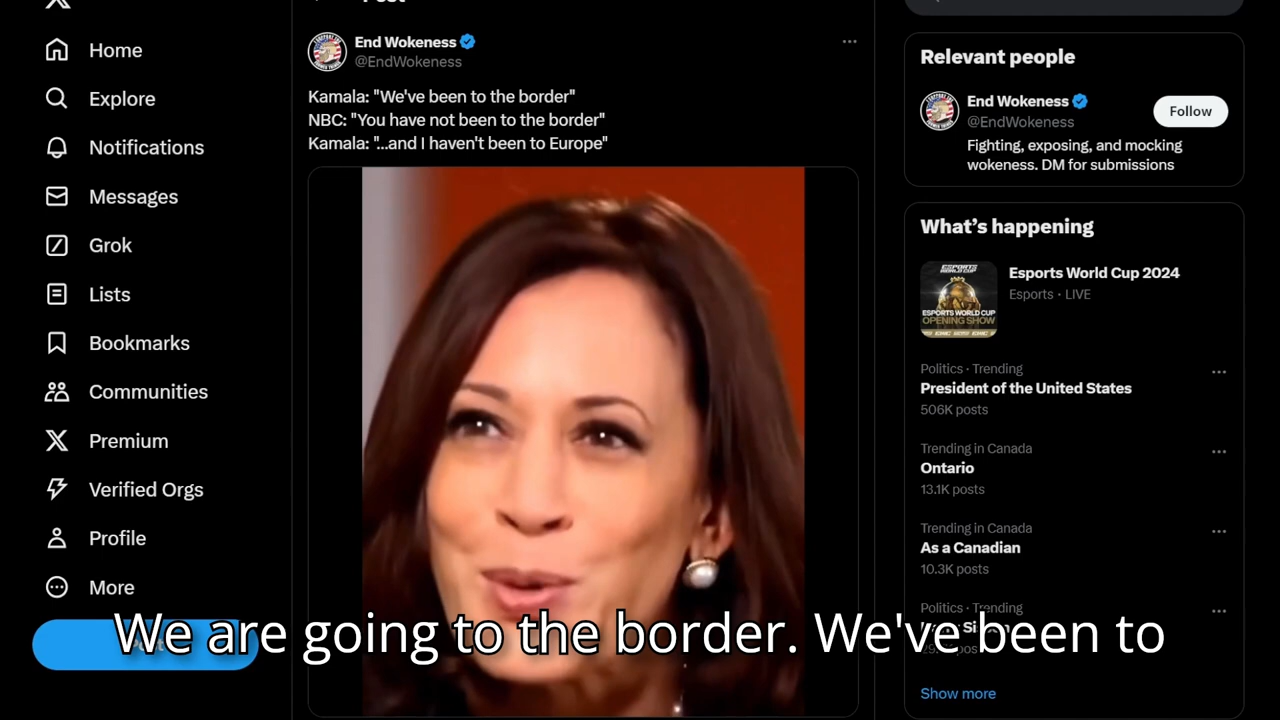 Home
Explore
Notifications
Messages
Grok
Lists
Bookmarks
Communities
Premium
Verified Orgs
Profile
More
End Wokeness
@EndWokeness
Kamala: "We've been to the border"
NBC: "You have not been to the border"
Kamala: "...and I haven't been to Europe"
We are going to the border. We've been to
Relevant people
End Wokeness
@EndWokeness
Follow
Fighting, exposing, and mocking
wokeness. DM for submissions
What's happening
Esports World Cup 2024
Esports · LIVE
ESPORTS WORLD CUP
OPENING SHOW
Politics · Trending
President of the United States
506K posts
Trending in Canada
Ontario
13.1K posts
Trending in Canada
As a Canadian
10.3K posts
Politics · Trending
Show more